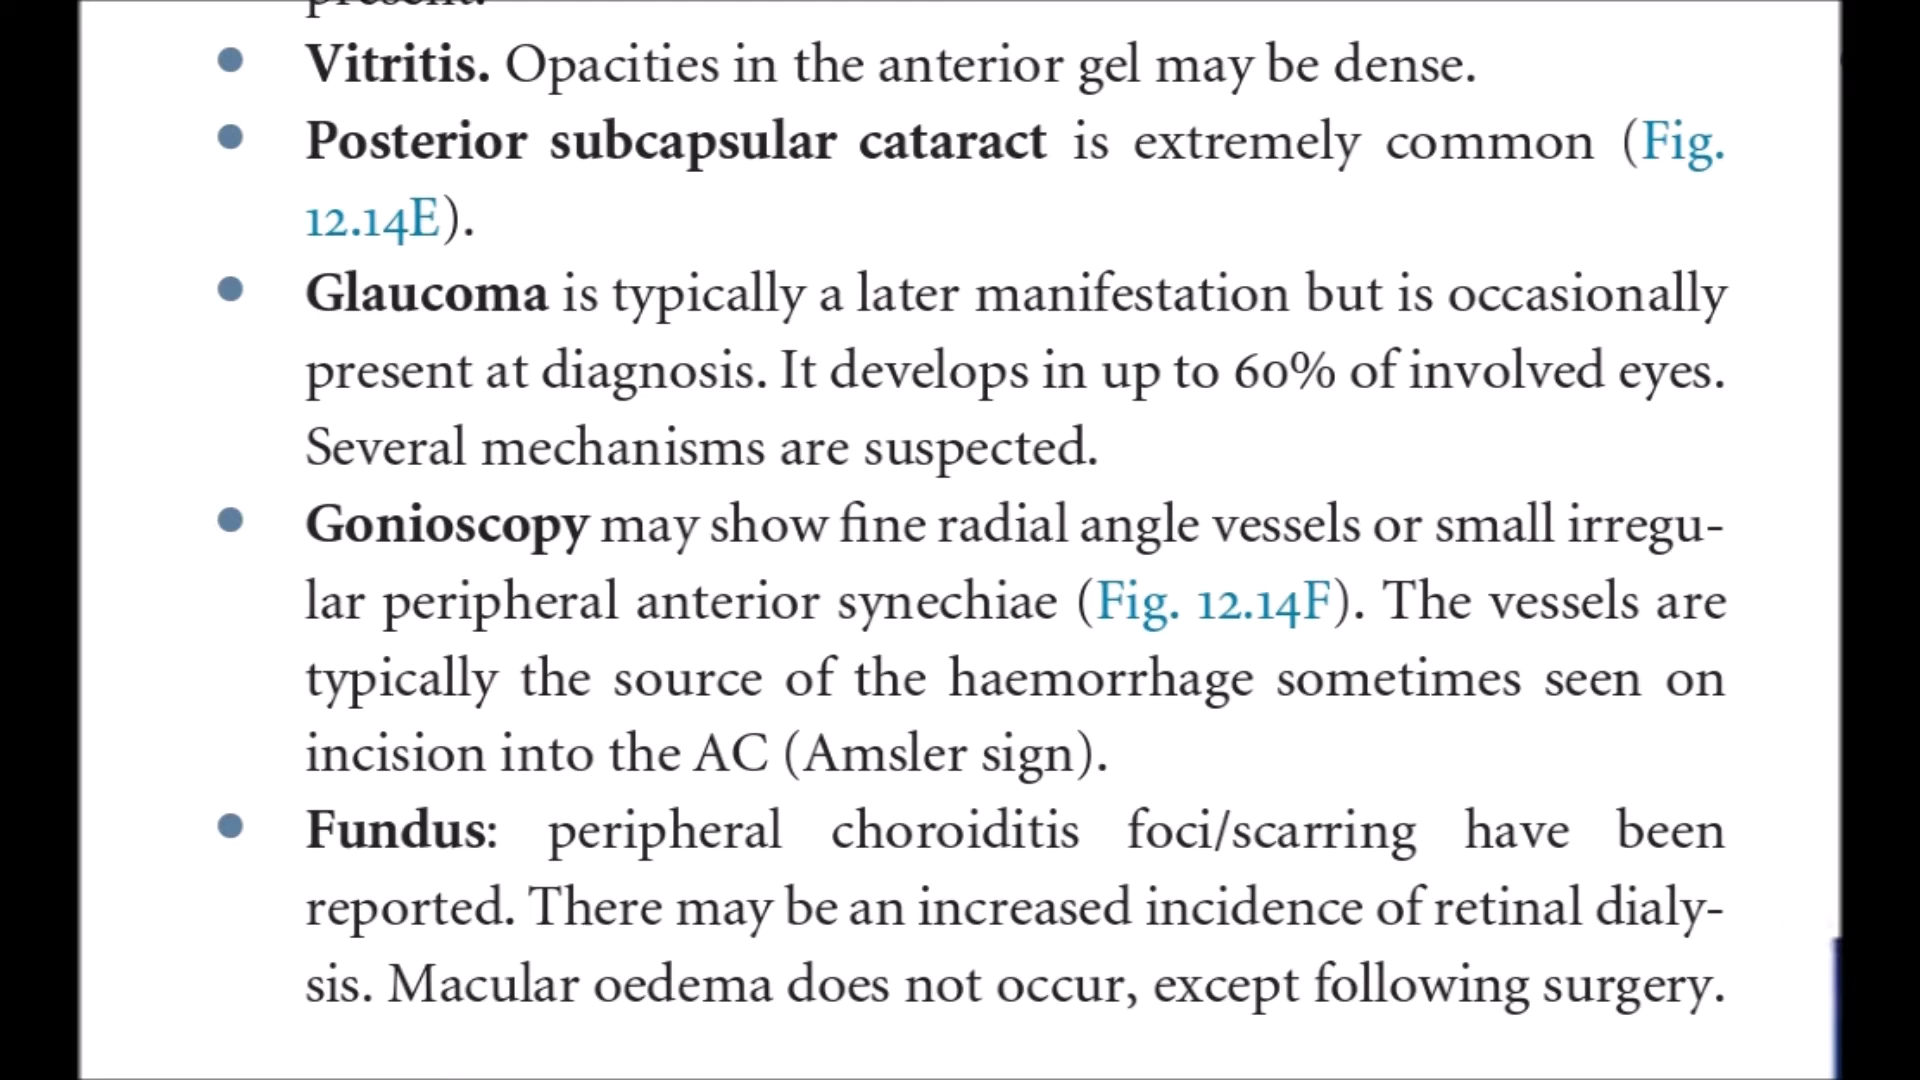 present.
Vitritis. Opacities in the anterior gel may be dense.
Posterior subcapsular cataract is extremely common (Fig.
12.14E).
Glaucoma is typically a later manifestation but is occasionally
present at diagnosis. It develops in up to 60% of involved eyes.
Several mechanisms are suspected.
Gonioscopy may show fine radial angle vessels or small irregu-
lar peripheral anterior synechiae (Fig. 12.14F). The vessels are
typically the source of the haemorrhage sometimes seen on
incision into the AC (Amsler sign).
Fundus: peripheral choroiditis foci/scarring have been
reported. There may be an increased incidence of retinal dialy-
sis. Macular oedema does not occur, except following surgery.